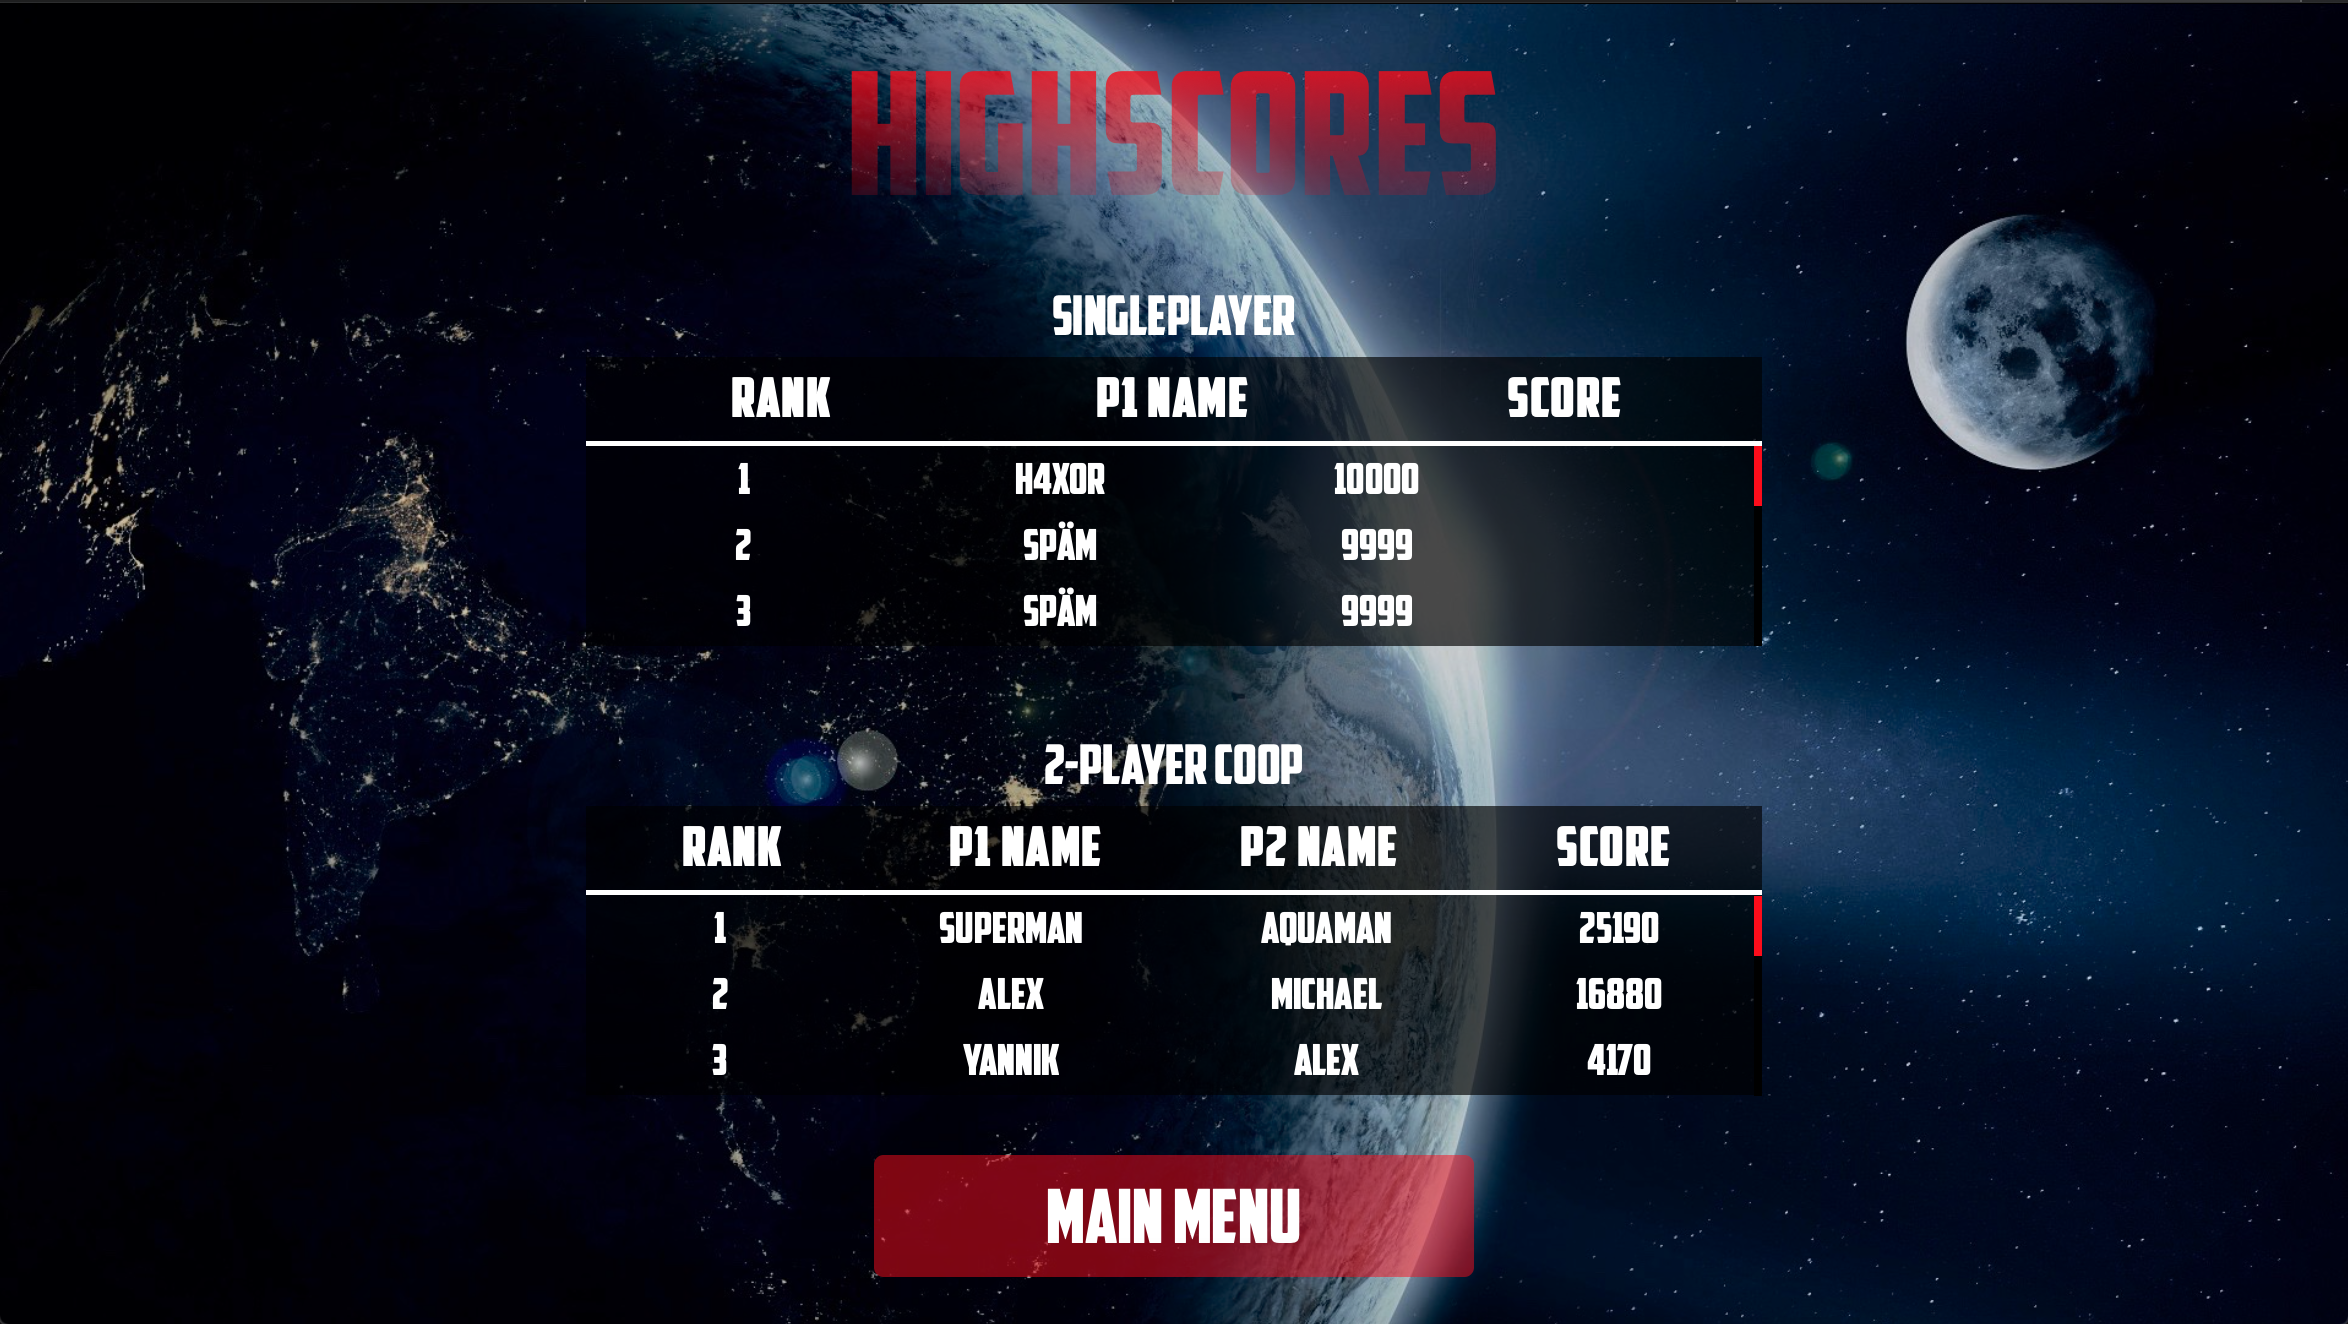 HIGHSCORES
SINGLEPLAYER
RANK P1 NAME SCORE
1 H4X0R 10000
2 SPÄM 9999
3 SPÄM 9999
2-PLAYER COOP
RANK P1 NAME P2 NAME SCORE
1 SUPERMAN AQUAMAN 25190
2 ALEX MICHAEL 16880
3 YANNIK ALEX 4170
MAIN MENU